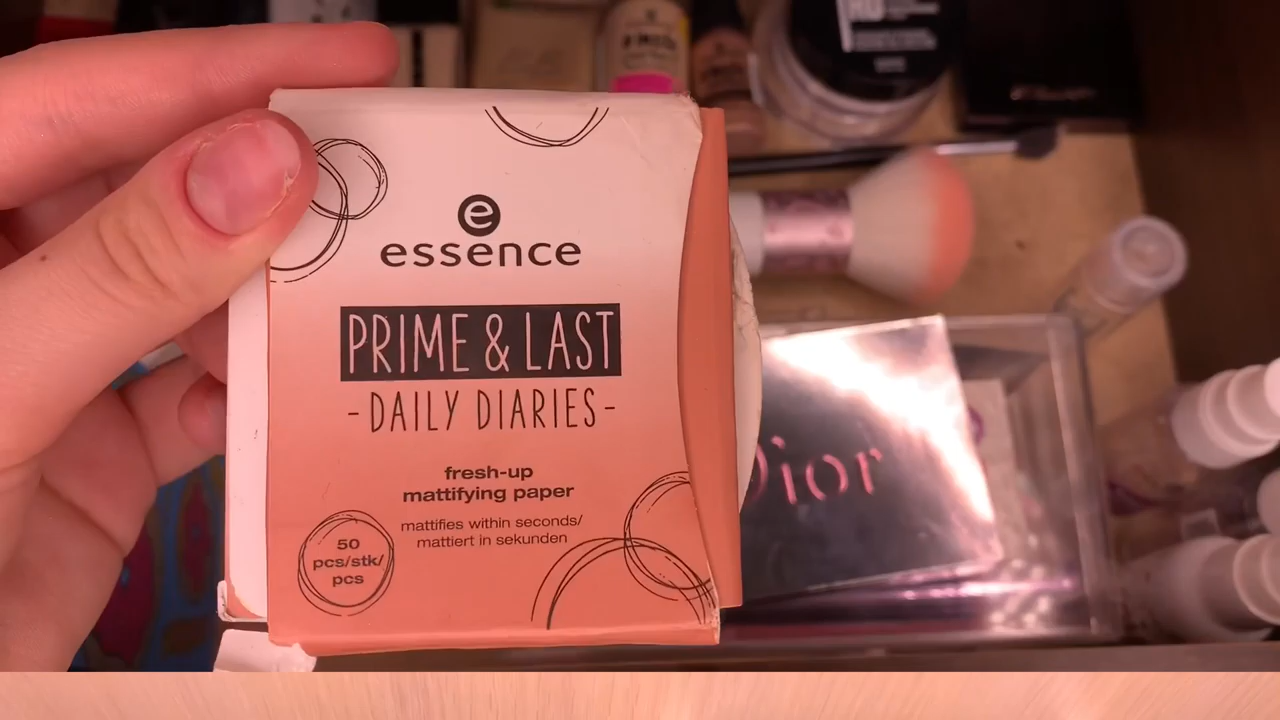 e
essence
PRIME & LAST
-DAILY DIARIES-
fresh-up
mattifying paper
mattifies within seconds/
mattiert in sekunden
50
pcs/stk/
pcs
Dior